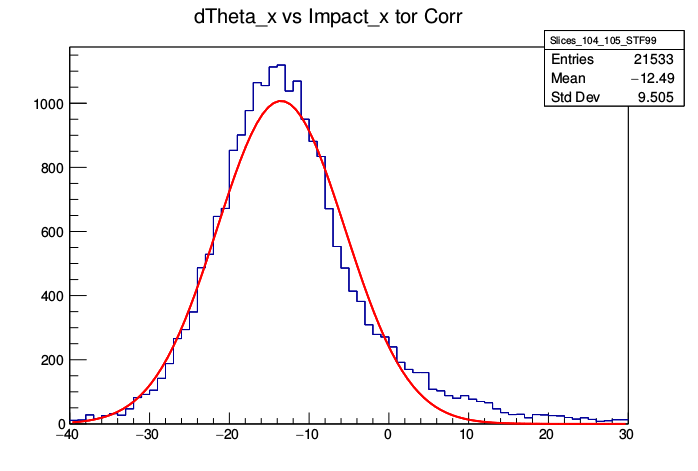 dTheta_x vs Impact_x tor Corr
Slices_104_105_STF99
Entries 21533
Mean −12.49
Std Dev 9.505
1000
800
600
400
200
0
−40 −30 −20 −10 0 10 20 30